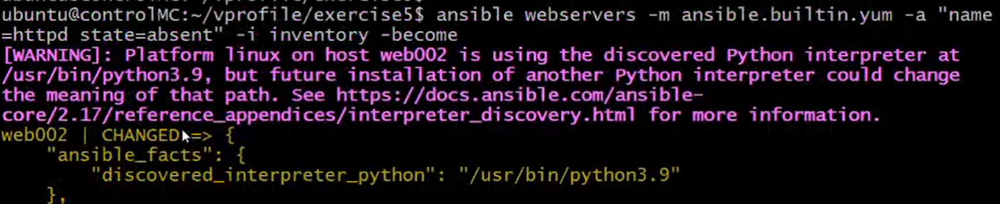 ubuntu@controlMC:~/vprofile/exercise5$ ansible webservers -m ansible.builtin.yum -a "name
=httpd state=absent" -i inventory -become
[WARNING]: Platform linux on host web002 is using the discovered Python interpreter at
/usr/bin/python3.9, but future installation of another Python interpreter could change
the meaning of that path. See https://docs.ansible.com/ansible-
core/2.17/reference_appendices/interpreter_discovery.html for more information.
web002 | CHANGED => {
    "ansible_facts": {
        "discovered_interpreter_python": "/usr/bin/python3.9"
    },